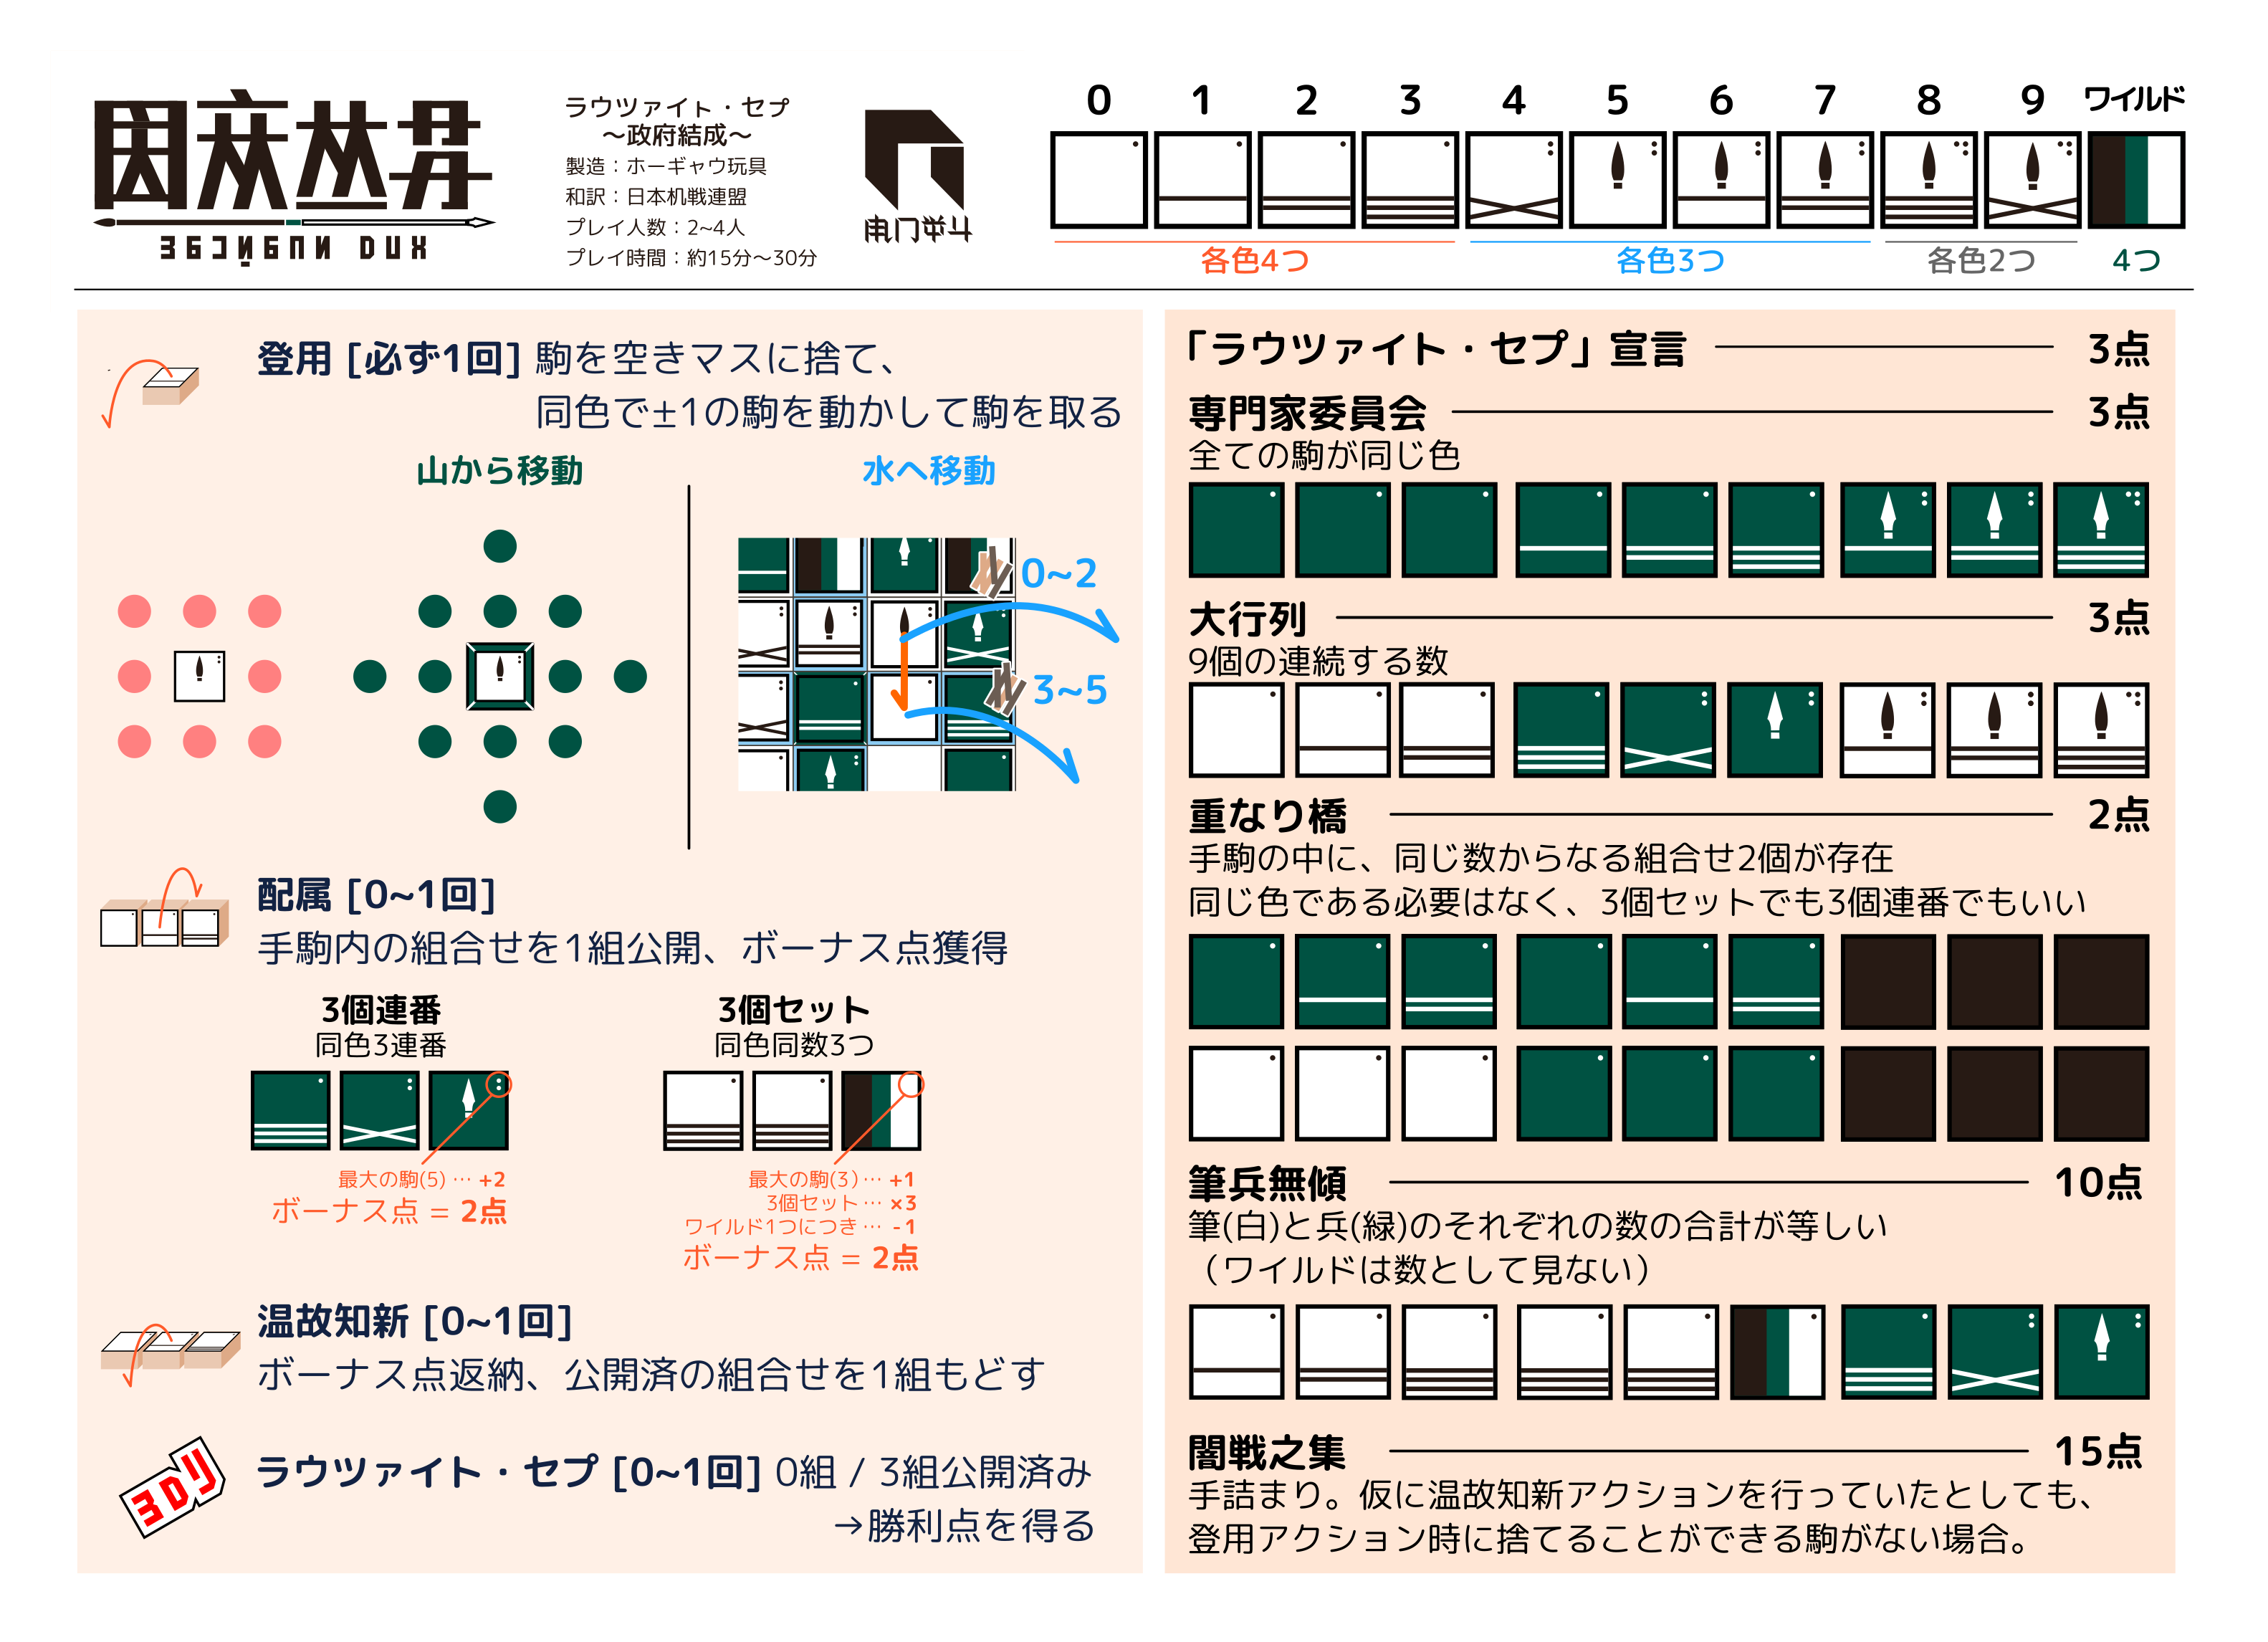 ラウツァイト・セプ
～政府結成～
製造：ホーギャウ玩具
和訳：日本机戦連盟
プレイ人数：2~4人
プレイ時間：約15分～30分
0 1 2 3 4 5 6 7 8 9 ワイルド
各色4つ 各色3つ 各色2つ 4つ
登用 [必ず1回] 駒を空きマスに捨て、
同色で±1の駒を動かして駒を取る
山から移動
水へ移動
0~2
3~5
配属 [0~1回]
手駒内の組合せを1組公開、ボーナス点獲得
3個連番
同色3連番
最大の駒(5) … +2
ボーナス点 = 2点
3個セット
同色同数3つ
最大の駒(3) … +1
3個セット … ×3
ワイルド1つにつき … -1
ボーナス点 = 2点
温故知新 [0~1回]
ボーナス点返納、公開済の組合せを1組もどす
ラウツァイト・セプ [0~1回] 0組 / 3組公開済み
→勝利点を得る
「ラウツァイト・セプ」宣言 3点
専門家委員会 3点
全ての駒が同じ色
大行列 3点
9個の連続する数
重なり橋 2点
手駒の中に、同じ数からなる組合せ2個が存在
同じ色である必要はなく、3個セットでも3個連番でもいい
筆兵無傾 10点
筆(白)と兵(緑)のそれぞれの数の合計が等しい
（ワイルドは数として見ない）
闇戦之集 15点
手詰まり。仮に温故知新アクションを行っていたとしても、
登用アクション時に捨てることができる駒がない場合。